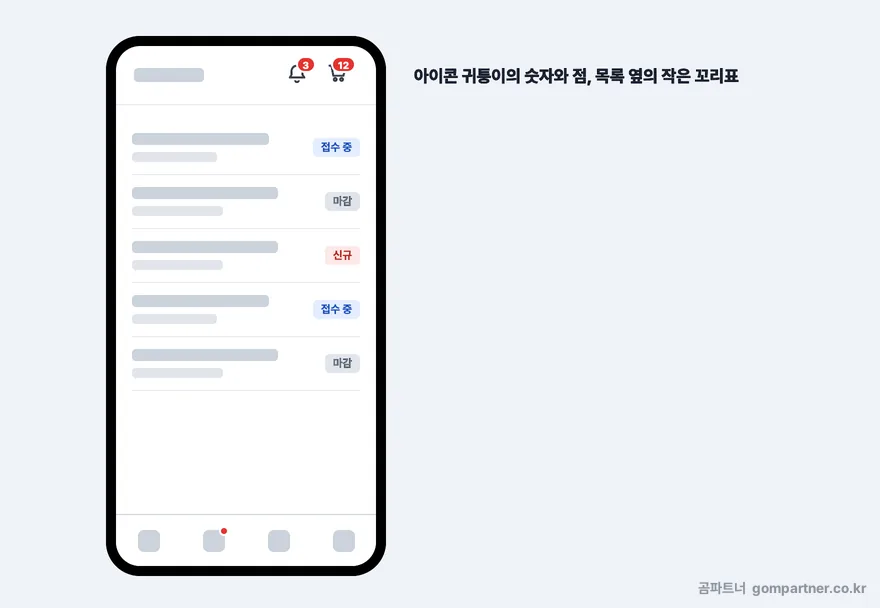 3
12
아이콘 귀퉁이의 숫자와 점, 목록 옆의 작은 꼬리표
접수 중
마감
신규
접수 중
마감
곰파트너 gompartner.co.kr